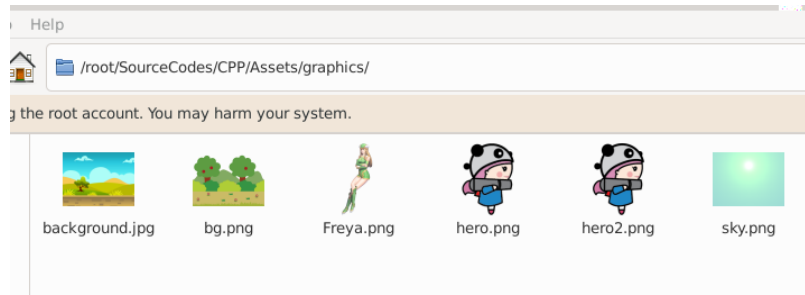 Help
/root/SourceCodes/CPP/Assets/graphics/
the root account. You may harm your system.
background.jpg
bg.png
Freya.png
hero.png
hero2.png
sky.png